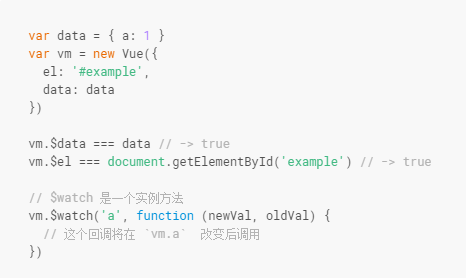 var data = { a: 1 }
var vm = new Vue({
  el: '#example',
  data: data
})

vm.$data === data // -> true
vm.$el === document.getElementById('example') // -> true

// $watch 是一个实例方法
vm.$watch('a', function (newVal, oldVal) {
  // 这个回调将在 `vm.a`  改变后调用
})